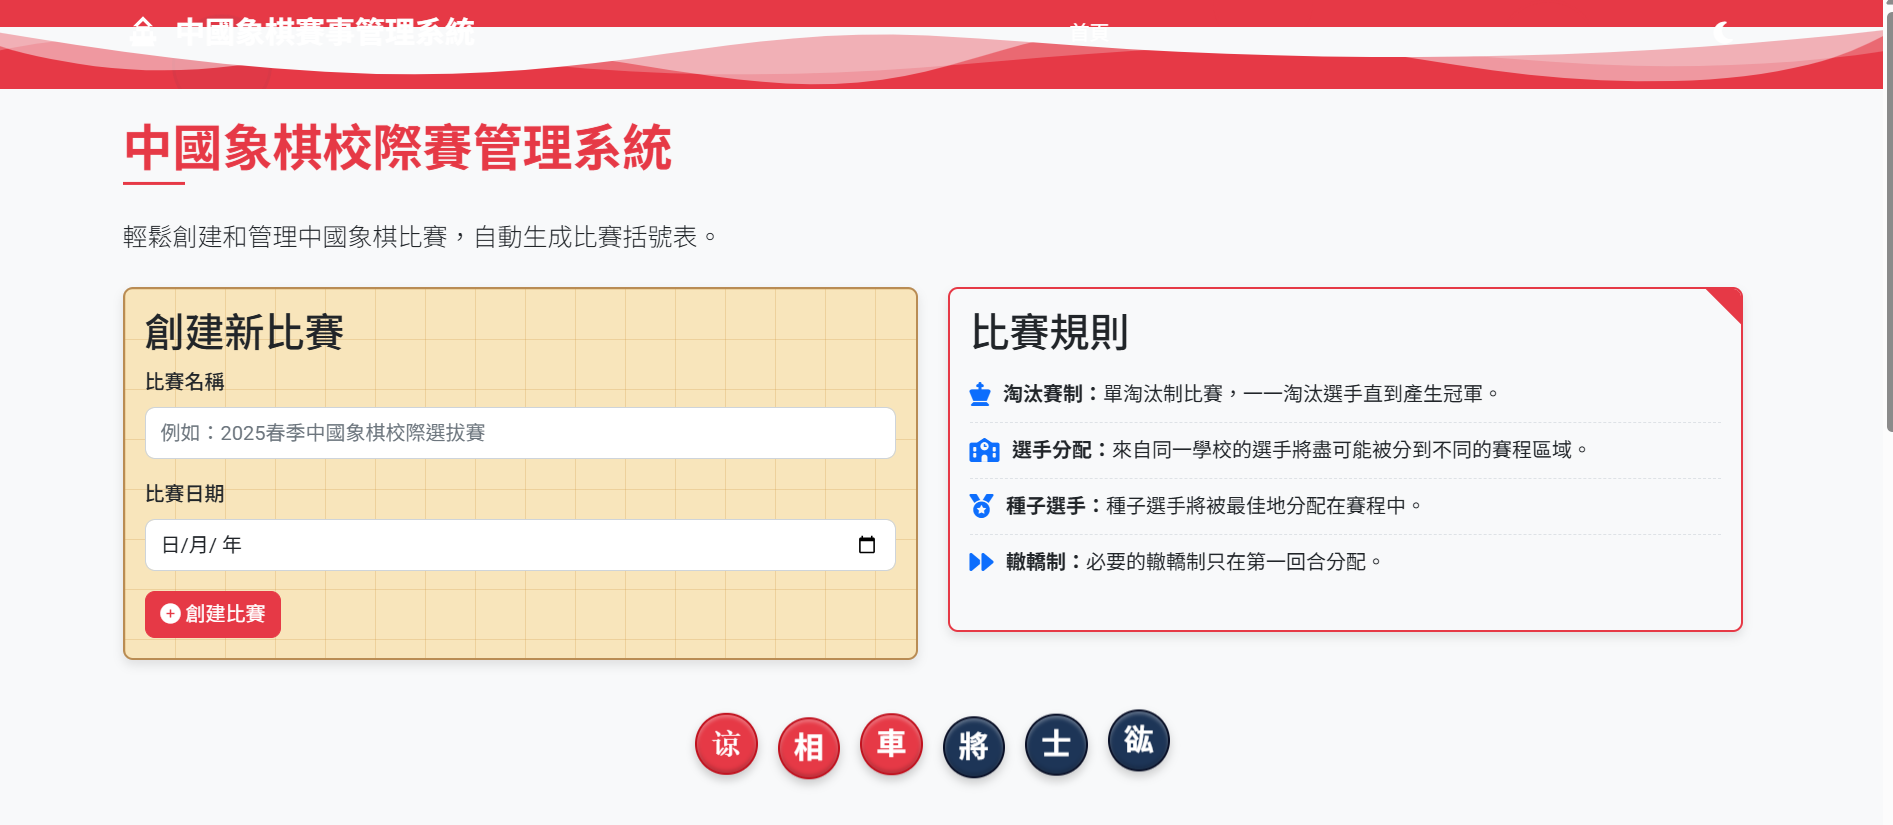 中國象棋賽事管理系統
首頁
中國象棋校際賽管理系統
輕鬆創建和管理中國象棋比賽，自動生成比賽括號表。
創建新比賽
比賽名稱
例如：2025春季中國象棋校際選拔賽
比賽日期
日/月/ 年
創建比賽
比賽規則
淘汰賽制：單淘汰制比賽，一一淘汰選手直到產生冠軍。
選手分配：來自同一學校的選手將盡可能被分到不同的賽程區域。
種子選手：種子選手將被最佳地分配在賽程中。
轍轎制：必要的轍轎制只在第一回合分配。
谅 相 車 將 士 谹